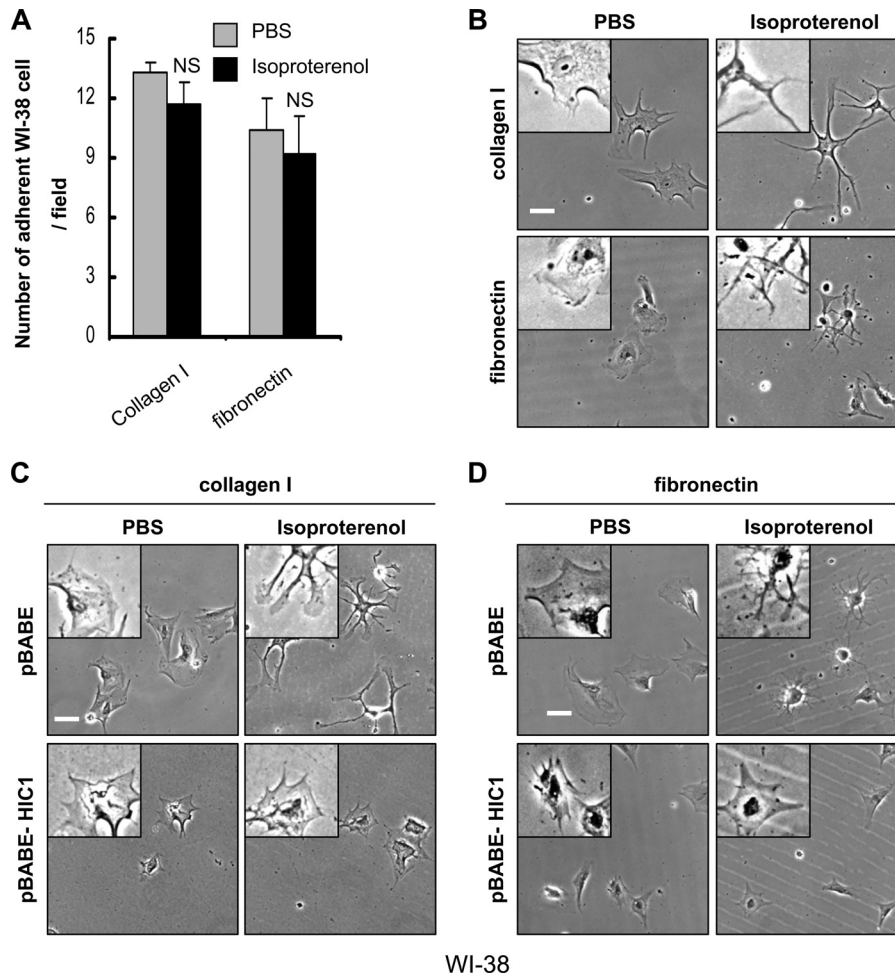 A
Number of adherent WI-38 cell
/ field
15
12
9
6
3
0
PBS
Isoproterenol
NS
NS
Collagen I
fibronectin
B
PBS
Isoproterenol
collagen I
fibronectin
C
collagen I
PBS
Isoproterenol
pBABE
pBABE- HIC1
D
fibronectin
PBS
Isoproterenol
pBABE
pBABE- HIC1
WI-38